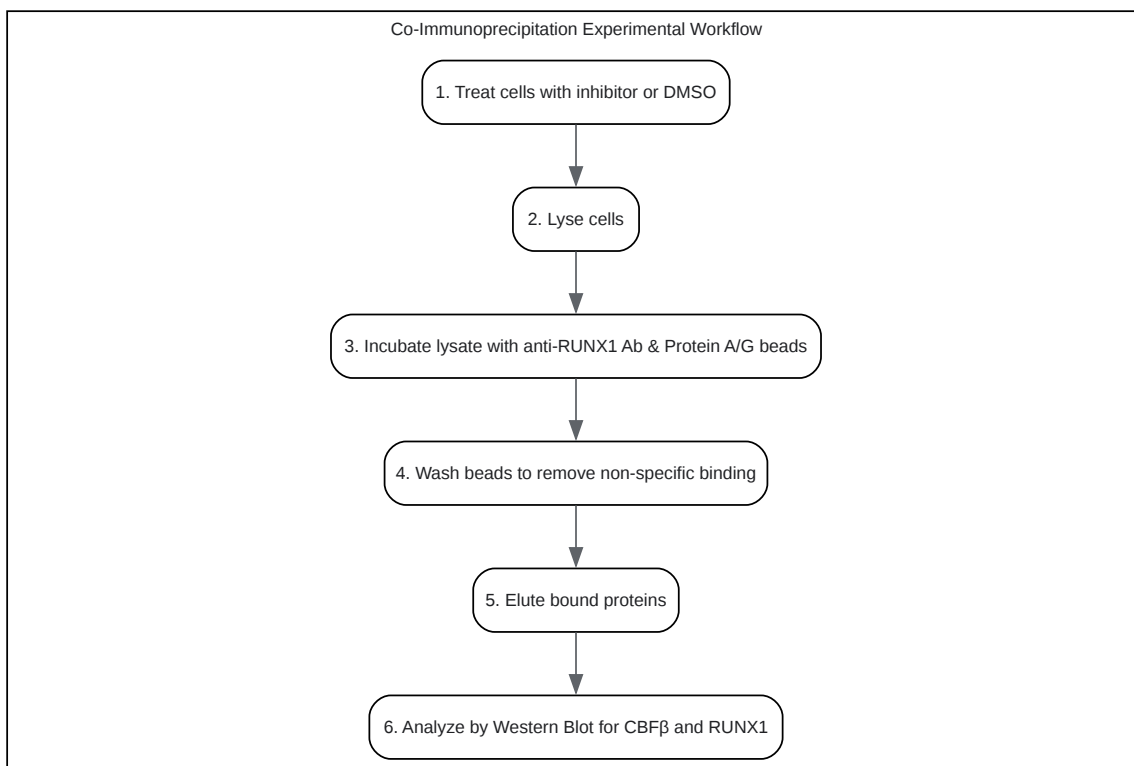 Co-Immunoprecipitation Experimental Workflow
1. Treat cells with inhibitor or DMSO
2. Lyse cells
3. Incubate lysate with anti-RUNX1 Ab & Protein A/G beads
4. Wash beads to remove non-specific binding
5. Elute bound proteins
6. Analyze by Western Blot for CBFβ and RUNX1